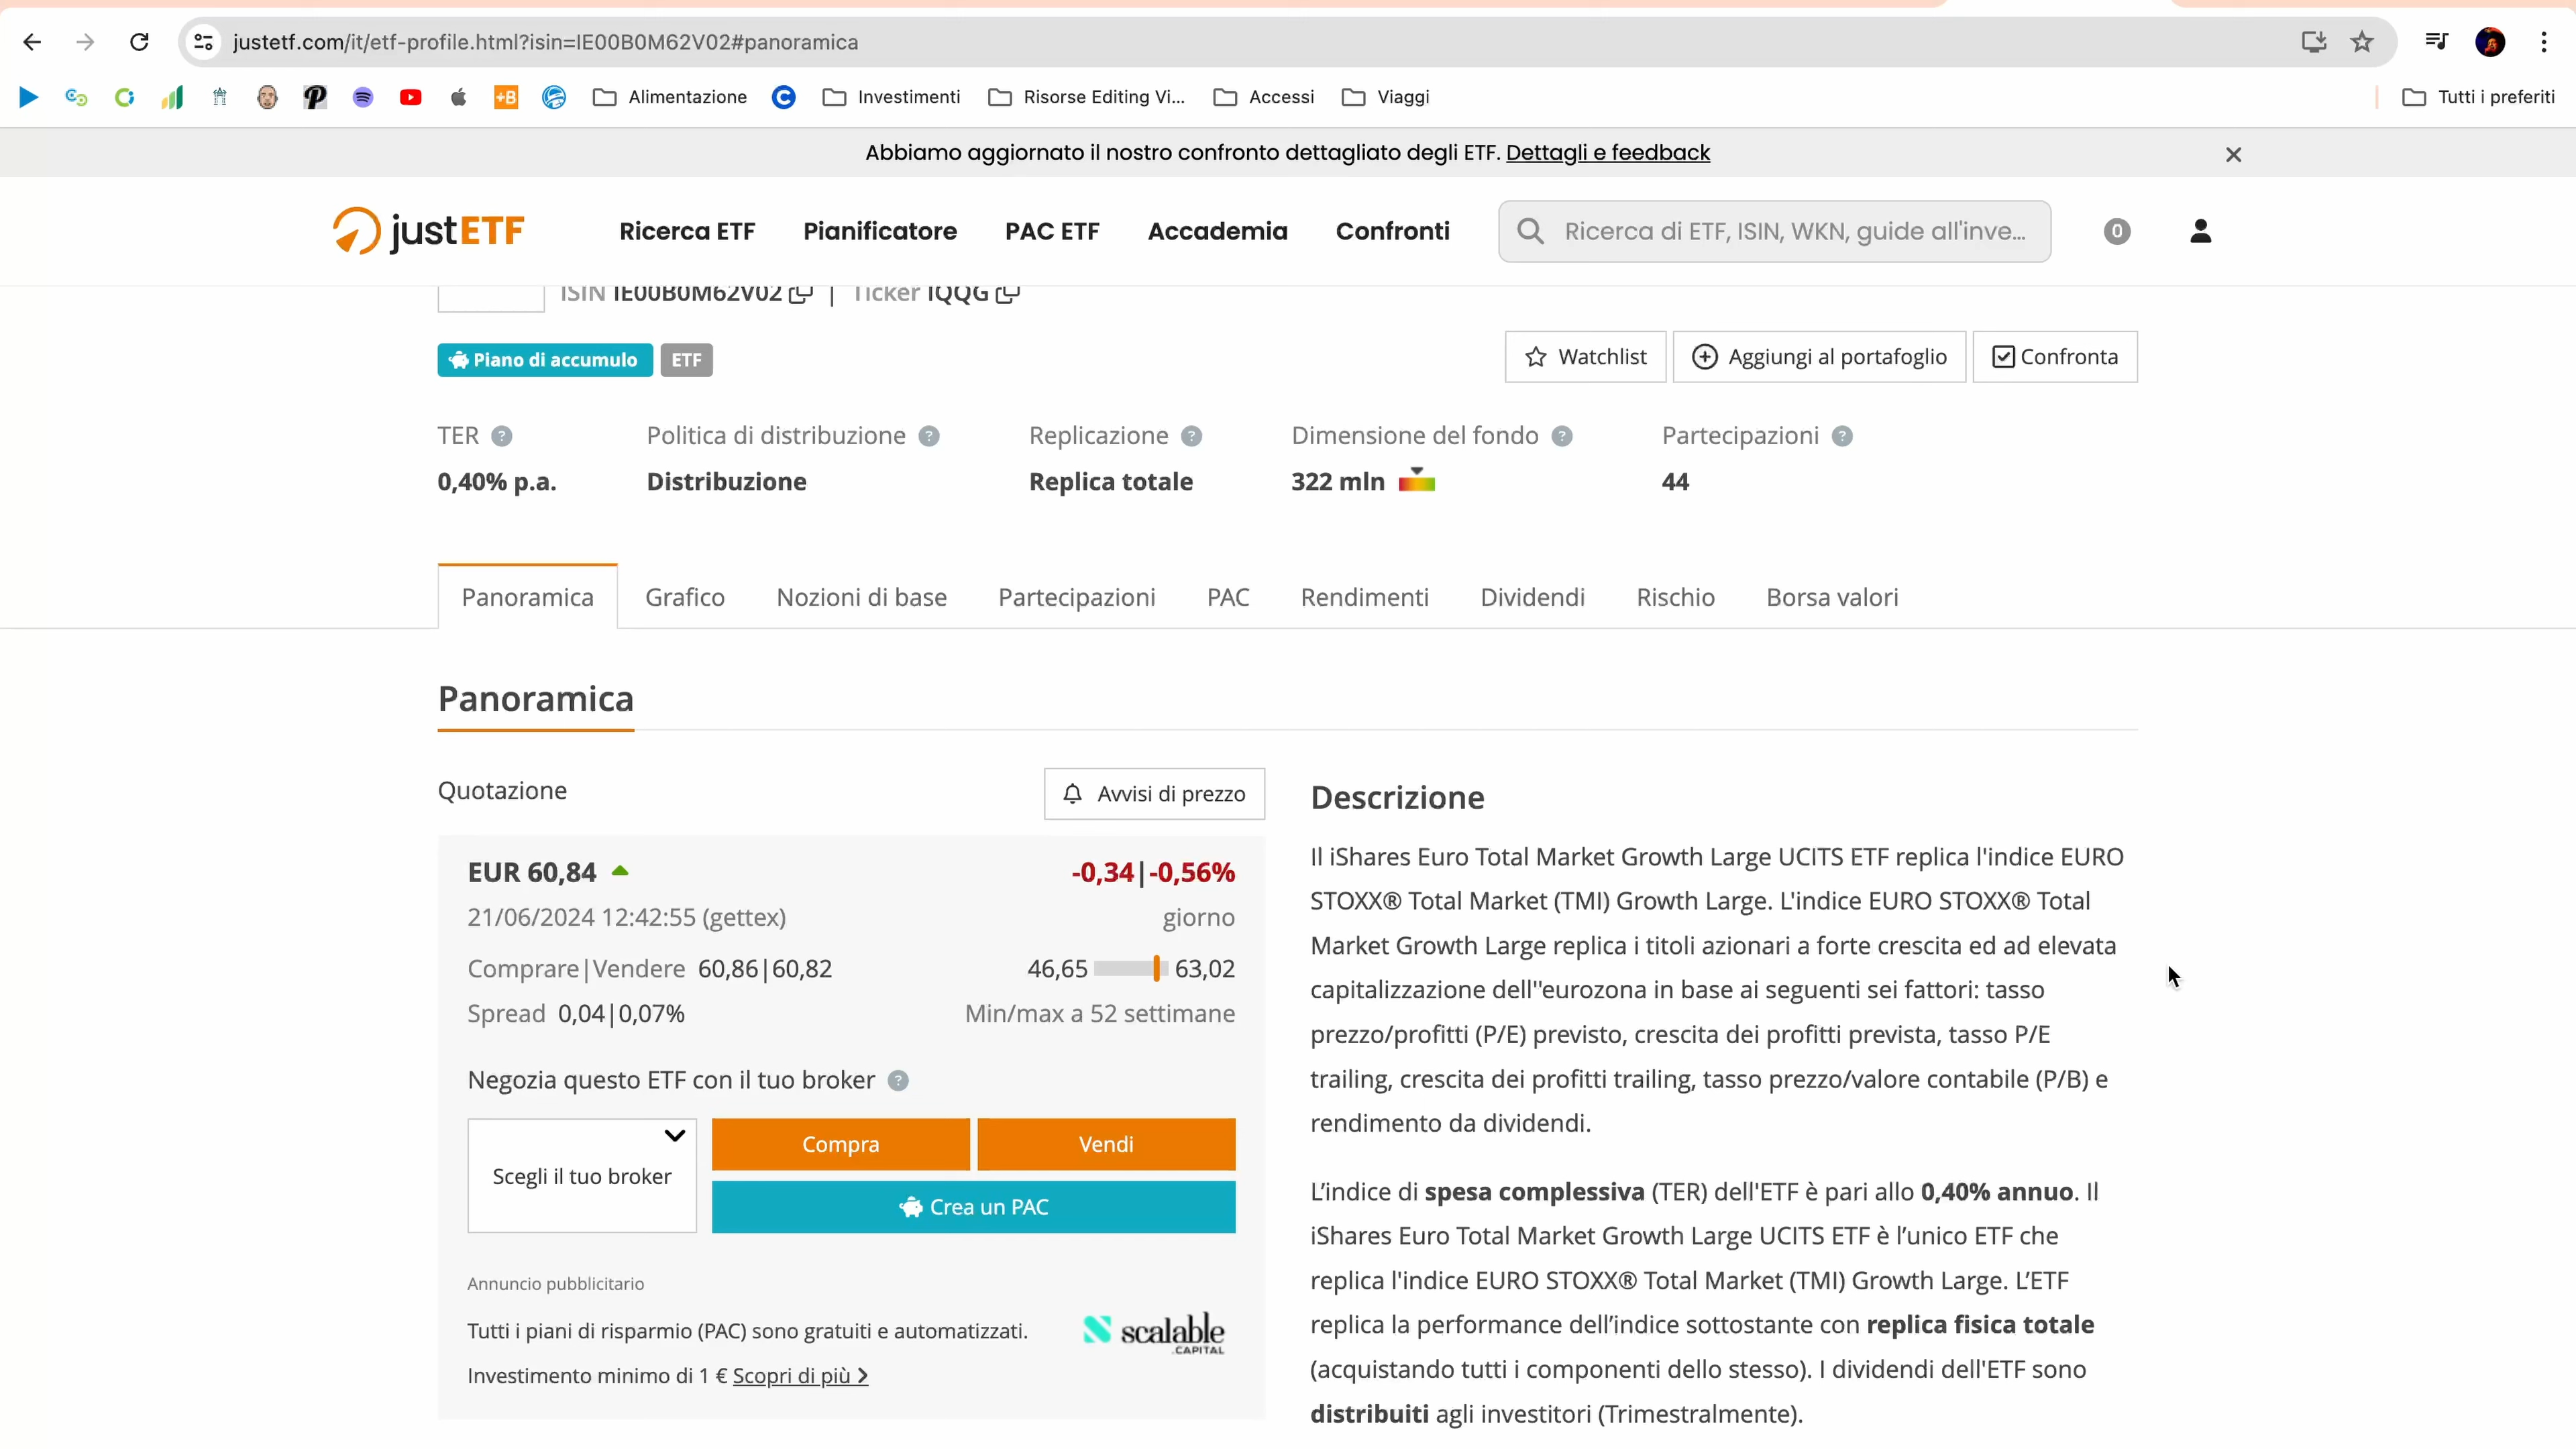 justetf.com/it/etf-profile.html?isin=IE00B0M62V02#panoramica
+B Alimentazione Investimenti Risorse Editing Vi... Accessi Viaggi Tutti i preferiti
Abbiamo aggiornato il nostro confronto dettagliato degli ETF. Dettagli e feedback
justETF Ricerca ETF Pianificatore PAC ETF Accademia Confronti Ricerca di ETF, ISIN, WKN, guide all'inve... 0
ISIN IE00B0M62V02 | Ticker IQQG
Piano di accumulo ETF
Watchlist Aggiungi al portafoglio Confronta
TER ? Politica di distribuzione ? Replicazione ? Dimensione del fondo ? Partecipazioni ?
0,40% p.a. Distribuzione Replica totale 322 mln 44
Panoramica Grafico Nozioni di base Partecipazioni PAC Rendimenti Dividendi Rischio Borsa valori
Panoramica
Quotazione
Avvisi di prezzo
EUR 60,84 -0,34|-0,56%
21/06/2024 12:42:55 (gettex) giorno
Comprare|Vendere 60,86|60,82 46,65 63,02
Spread 0,04|0,07% Min/max a 52 settimane
Negozia questo ETF con il tuo broker ?
Scegli il tuo broker
Compra Vendi
Crea un PAC
Annuncio pubblicitario
Tutti i piani di risparmio (PAC) sono gratuiti e automatizzati.
Investimento minimo di 1 € Scopri di più
scalable
.CAPITAL
Descrizione
Il iShares Euro Total Market Growth Large UCITS ETF replica l'indice EURO
STOXX® Total Market (TMI) Growth Large. L'indice EURO STOXX® Total
Market Growth Large replica i titoli azionari a forte crescita ed ad elevata
capitalizzazione dell''eurozona in base ai seguenti sei fattori: tasso
prezzo/profitti (P/E) previsto, crescita dei profitti prevista, tasso P/E
trailing, crescita dei profitti trailing, tasso prezzo/valore contabile (P/B) e
rendimento da dividendi.
L’indice di spesa complessiva (TER) dell'ETF è pari allo 0,40% annuo. Il
iShares Euro Total Market Growth Large UCITS ETF è l’unico ETF che
replica l'indice EURO STOXX® Total Market (TMI) Growth Large. L’ETF
replica la performance dell’indice sottostante con replica fisica totale
(acquistando tutti i componenti dello stesso). I dividendi dell'ETF sono
distribuiti agli investitori (Trimestralmente).